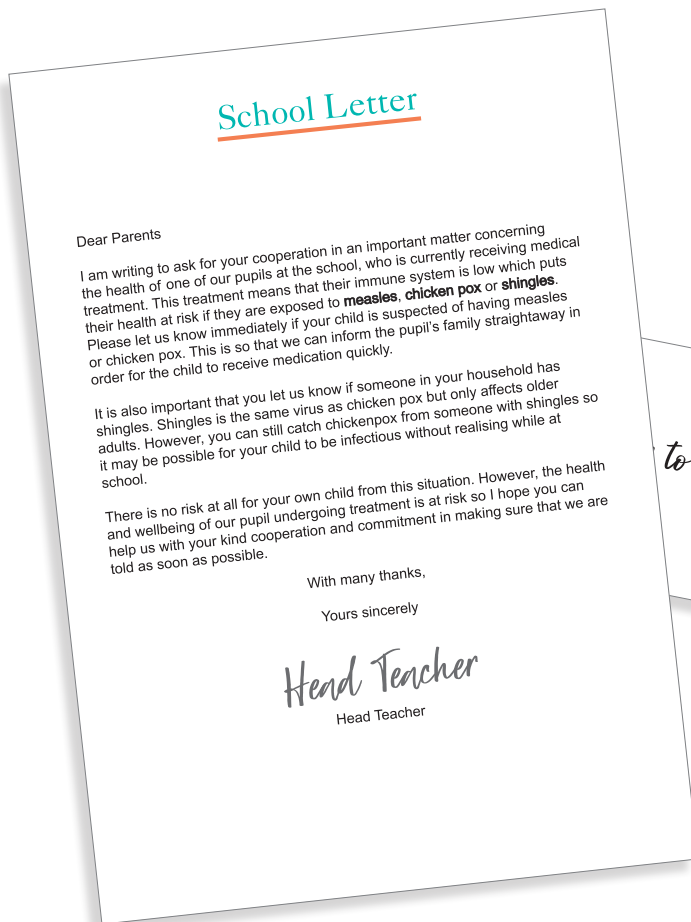 School Letter
Dear Parents
I am writing to ask for your cooperation in an important matter concerning
the health of one of our pupils at the school, who is currently receiving medical
treatment. This treatment means that their immune system is low which puts
their health at risk if they are exposed to measles, chicken pox or shingles.
Please let us know immediately if your child is suspected of having measles
or chicken pox. This is so that we can inform the pupil's family straightaway in
order for the child to receive medication quickly.
It is also important that you let us know if someone in your household has
shingles. Shingles is the same virus as chicken pox but only affects older
adults. However, you can still catch chickenpox from someone with shingles so
it may be possible for your child to be infectious without realising while at
school.
There is no risk at all for your own child from this situation. However, the health
and wellbeing of our pupil undergoing treatment is at risk so I hope you can
help us with your kind cooperation and commitment in making sure that we are
told as soon as possible.
With many thanks,
Yours sincerely
Head Teacher
Head Teacher
to